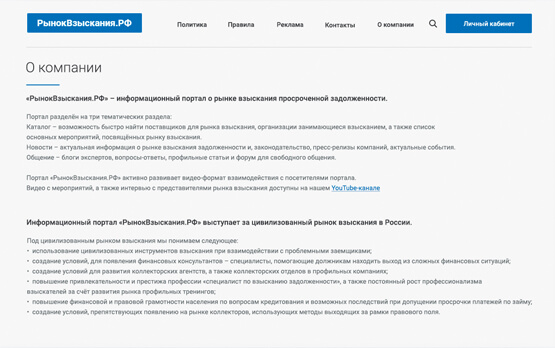 РынокВзыскания.РФ
Политика Правила Реклама Контакты О компании Личный кабинет
О компании
«РынокВзыскания.РФ» – информационный портал о рынке взыскания просроченной задолженности.
Портал разделён на три тематических раздела:
Каталог – возможность быстро найти поставщиков для рынка взыскания, организации занимающиеся взысканием, а также список
основных мероприятий, посвящённых рынку взыскания.
Новости – актуальная информация о рынке взыскания задолженности и, законодательство, пресс-релизы компаний, актуальные события.
Общение – блоги экспертов, вопросы-ответы, профильные статьи и форум для свободного общения.
Портал «РынокВзыскания.РФ» активно развивает видео-формат взаимодействия с посетителями портала.
Видео с мероприятий, а также интервью с представителями рынка взыскания доступны на нашем YouTube-канале
Информационный портал «РынокВзыскания.РФ» выступает за цивилизованный рынок взыскания в России.
Под цивилизованным рынком взыскания мы понимаем следующее:
• использование цивилизованных инструментов взыскания при взаимодействии с проблемными заемщиками;
• создание условий, для появления финансовых консультантов – специалисты, помогающие должникам находить выход из сложных финансовых ситуаций;
• создание условий для развития коллекторских агентств, а также коллекторских отделов в профильных компаниях;
• повышение привлекательности и престижа профессии «специалист по взысканию задолженности», а также постоянный рост профессионализма
взыскателей за счёт развития рынка профильных тренингов;
• повышение финансовой и правовой грамотности населения по вопросам кредитования и возможных последствий при допущении просрочки платежей по займу;
• создание условий, препятствующих появлению на рынке коллекторов, использующих методы выходящих за рамки правового поля.